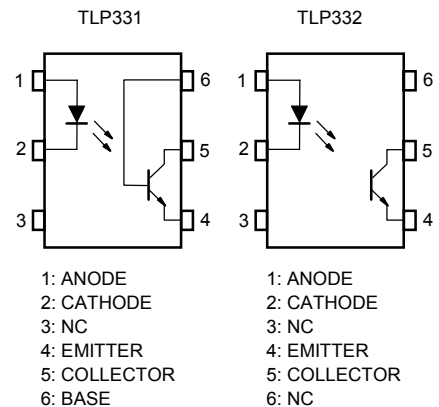 TLP331
TLP332
1
2
3
6
5
4
1
2
3
6
5
4
1: ANODE
2: CATHODE
3: NC
4: EMITTER
5: COLLECTOR
6: BASE
1: ANODE
2: CATHODE
3: NC
4: EMITTER
5: COLLECTOR
6: NC